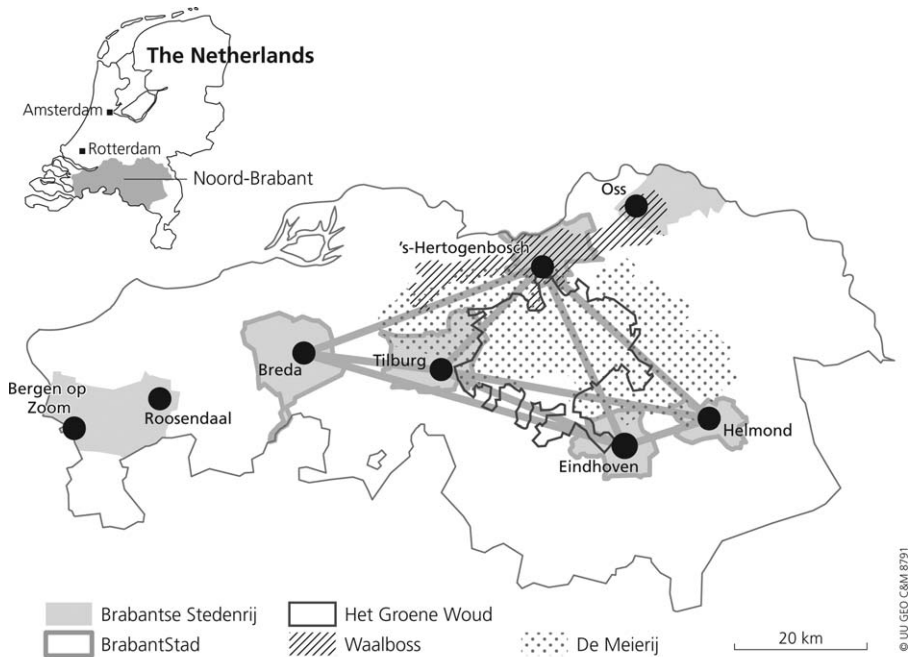 The Netherlands
Amsterdam
Rotterdam
Noord-Brabant
Oss
's-Hertogenbosch
Breda
Tilburg
Bergen op
Zoom
Roosendaal
Helmond
Eindhoven
Brabantse Stedenrij
Het Groene Woud
BrabantStad
Waalboss
De Meierij
20 km
© UU GEO C&M 8791